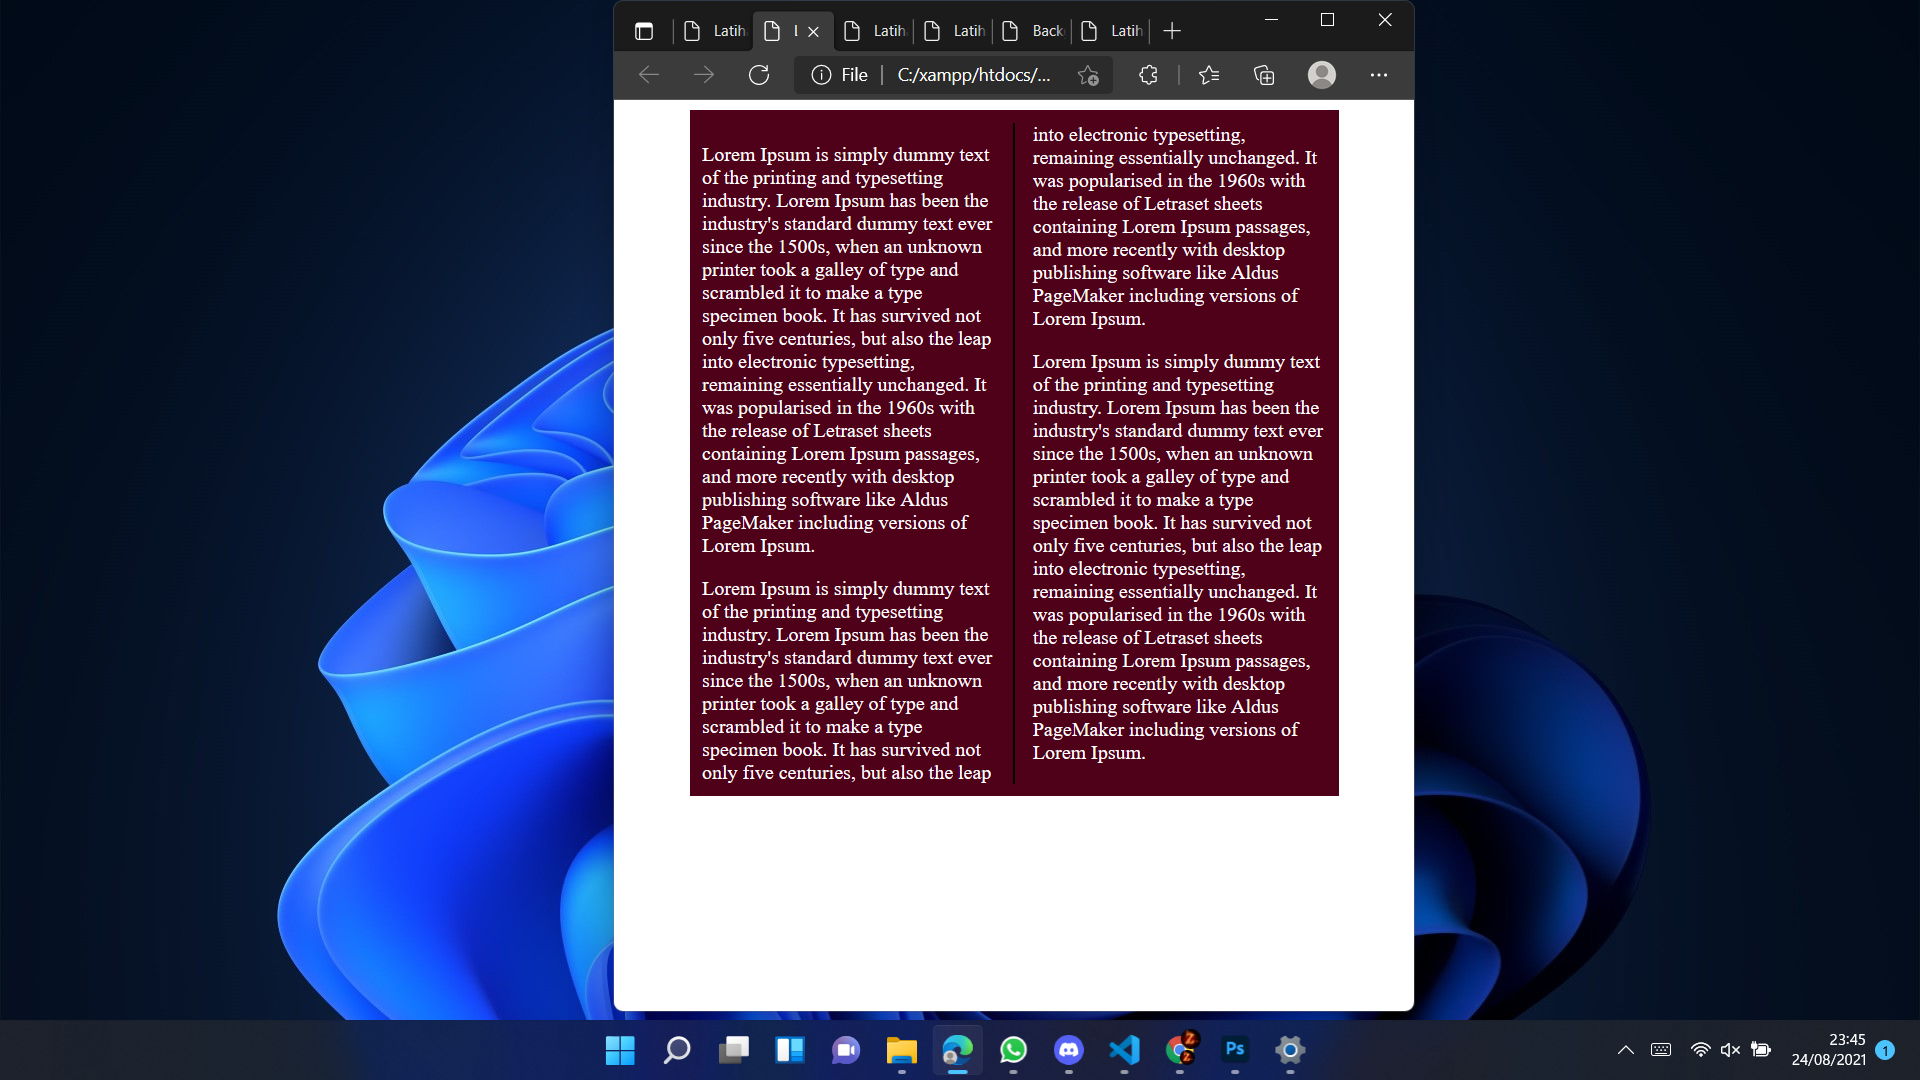 Latih
L
Latih
Latih
Back
Latih
File
C:/xampp/htdocs/...
Lorem Ipsum is simply dummy text
of the printing and typesetting
industry. Lorem Ipsum has been the
industry's standard dummy text ever
since the 1500s, when an unknown
printer took a galley of type and
scrambled it to make a type
specimen book. It has survived not
only five centuries, but also the leap
into electronic typesetting,
remaining essentially unchanged. It
was popularised in the 1960s with
the release of Letraset sheets
containing Lorem Ipsum passages,
and more recently with desktop
publishing software like Aldus
PageMaker including versions of
Lorem Ipsum.
Lorem Ipsum is simply dummy text
of the printing and typesetting
industry. Lorem Ipsum has been the
industry's standard dummy text ever
since the 1500s, when an unknown
printer took a galley of type and
scrambled it to make a type
specimen book. It has survived not
only five centuries, but also the leap
into electronic typesetting,
remaining essentially unchanged. It
was popularised in the 1960s with
the release of Letraset sheets
containing Lorem Ipsum passages,
and more recently with desktop
publishing software like Aldus
PageMaker including versions of
Lorem Ipsum.
Lorem Ipsum is simply dummy text
of the printing and typesetting
industry. Lorem Ipsum has been the
industry's standard dummy text ever
since the 1500s, when an unknown
printer took a galley of type and
scrambled it to make a type
specimen book. It has survived not
only five centuries, but also the leap
into electronic typesetting,
remaining essentially unchanged. It
was popularised in the 1960s with
the release of Letraset sheets
containing Lorem Ipsum passages,
and more recently with desktop
publishing software like Aldus
PageMaker including versions of
Lorem Ipsum.
Ps
23:45
24/08/2021
1